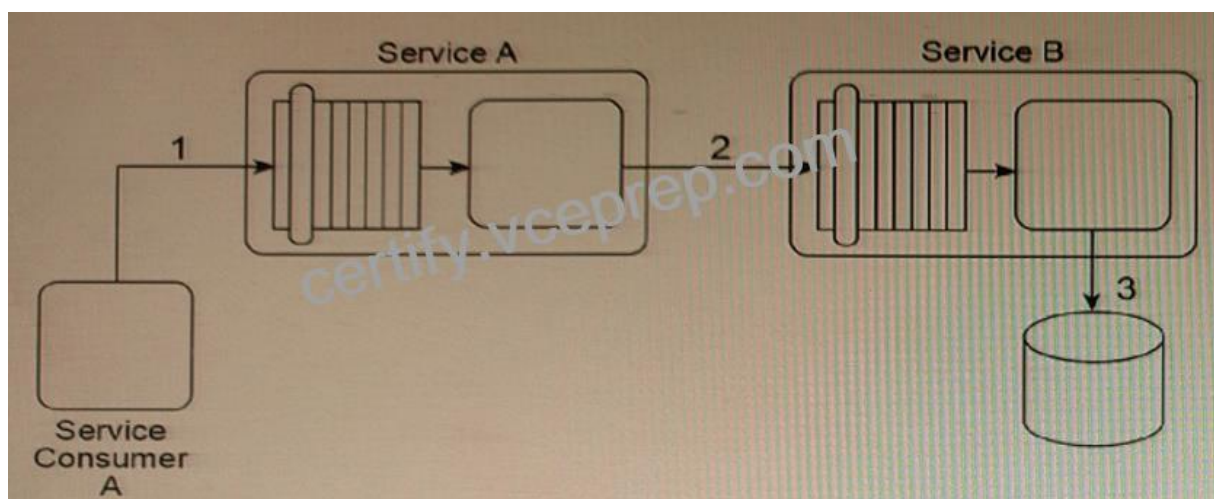 Service A
Service B
1
2
certify.vceprep.com
3
Service
Consumer
A